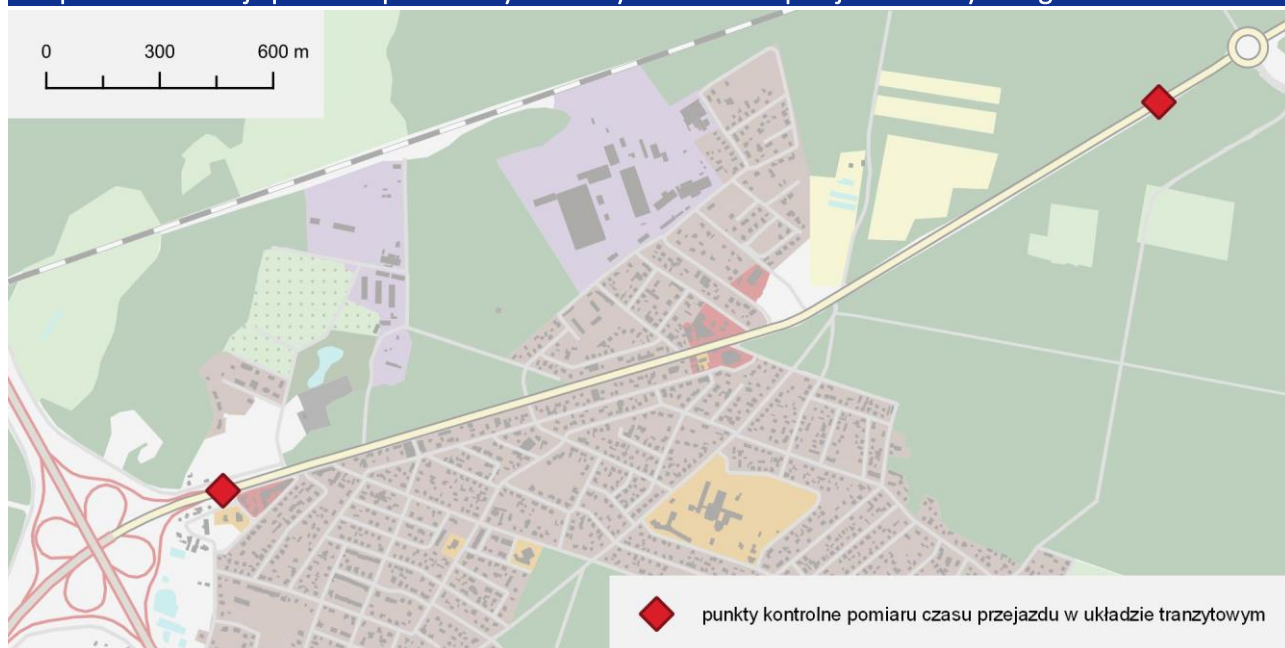 0 300 600 m
punkty kontrolne pomiaru czasu przejazdu w układzie tranzytowym